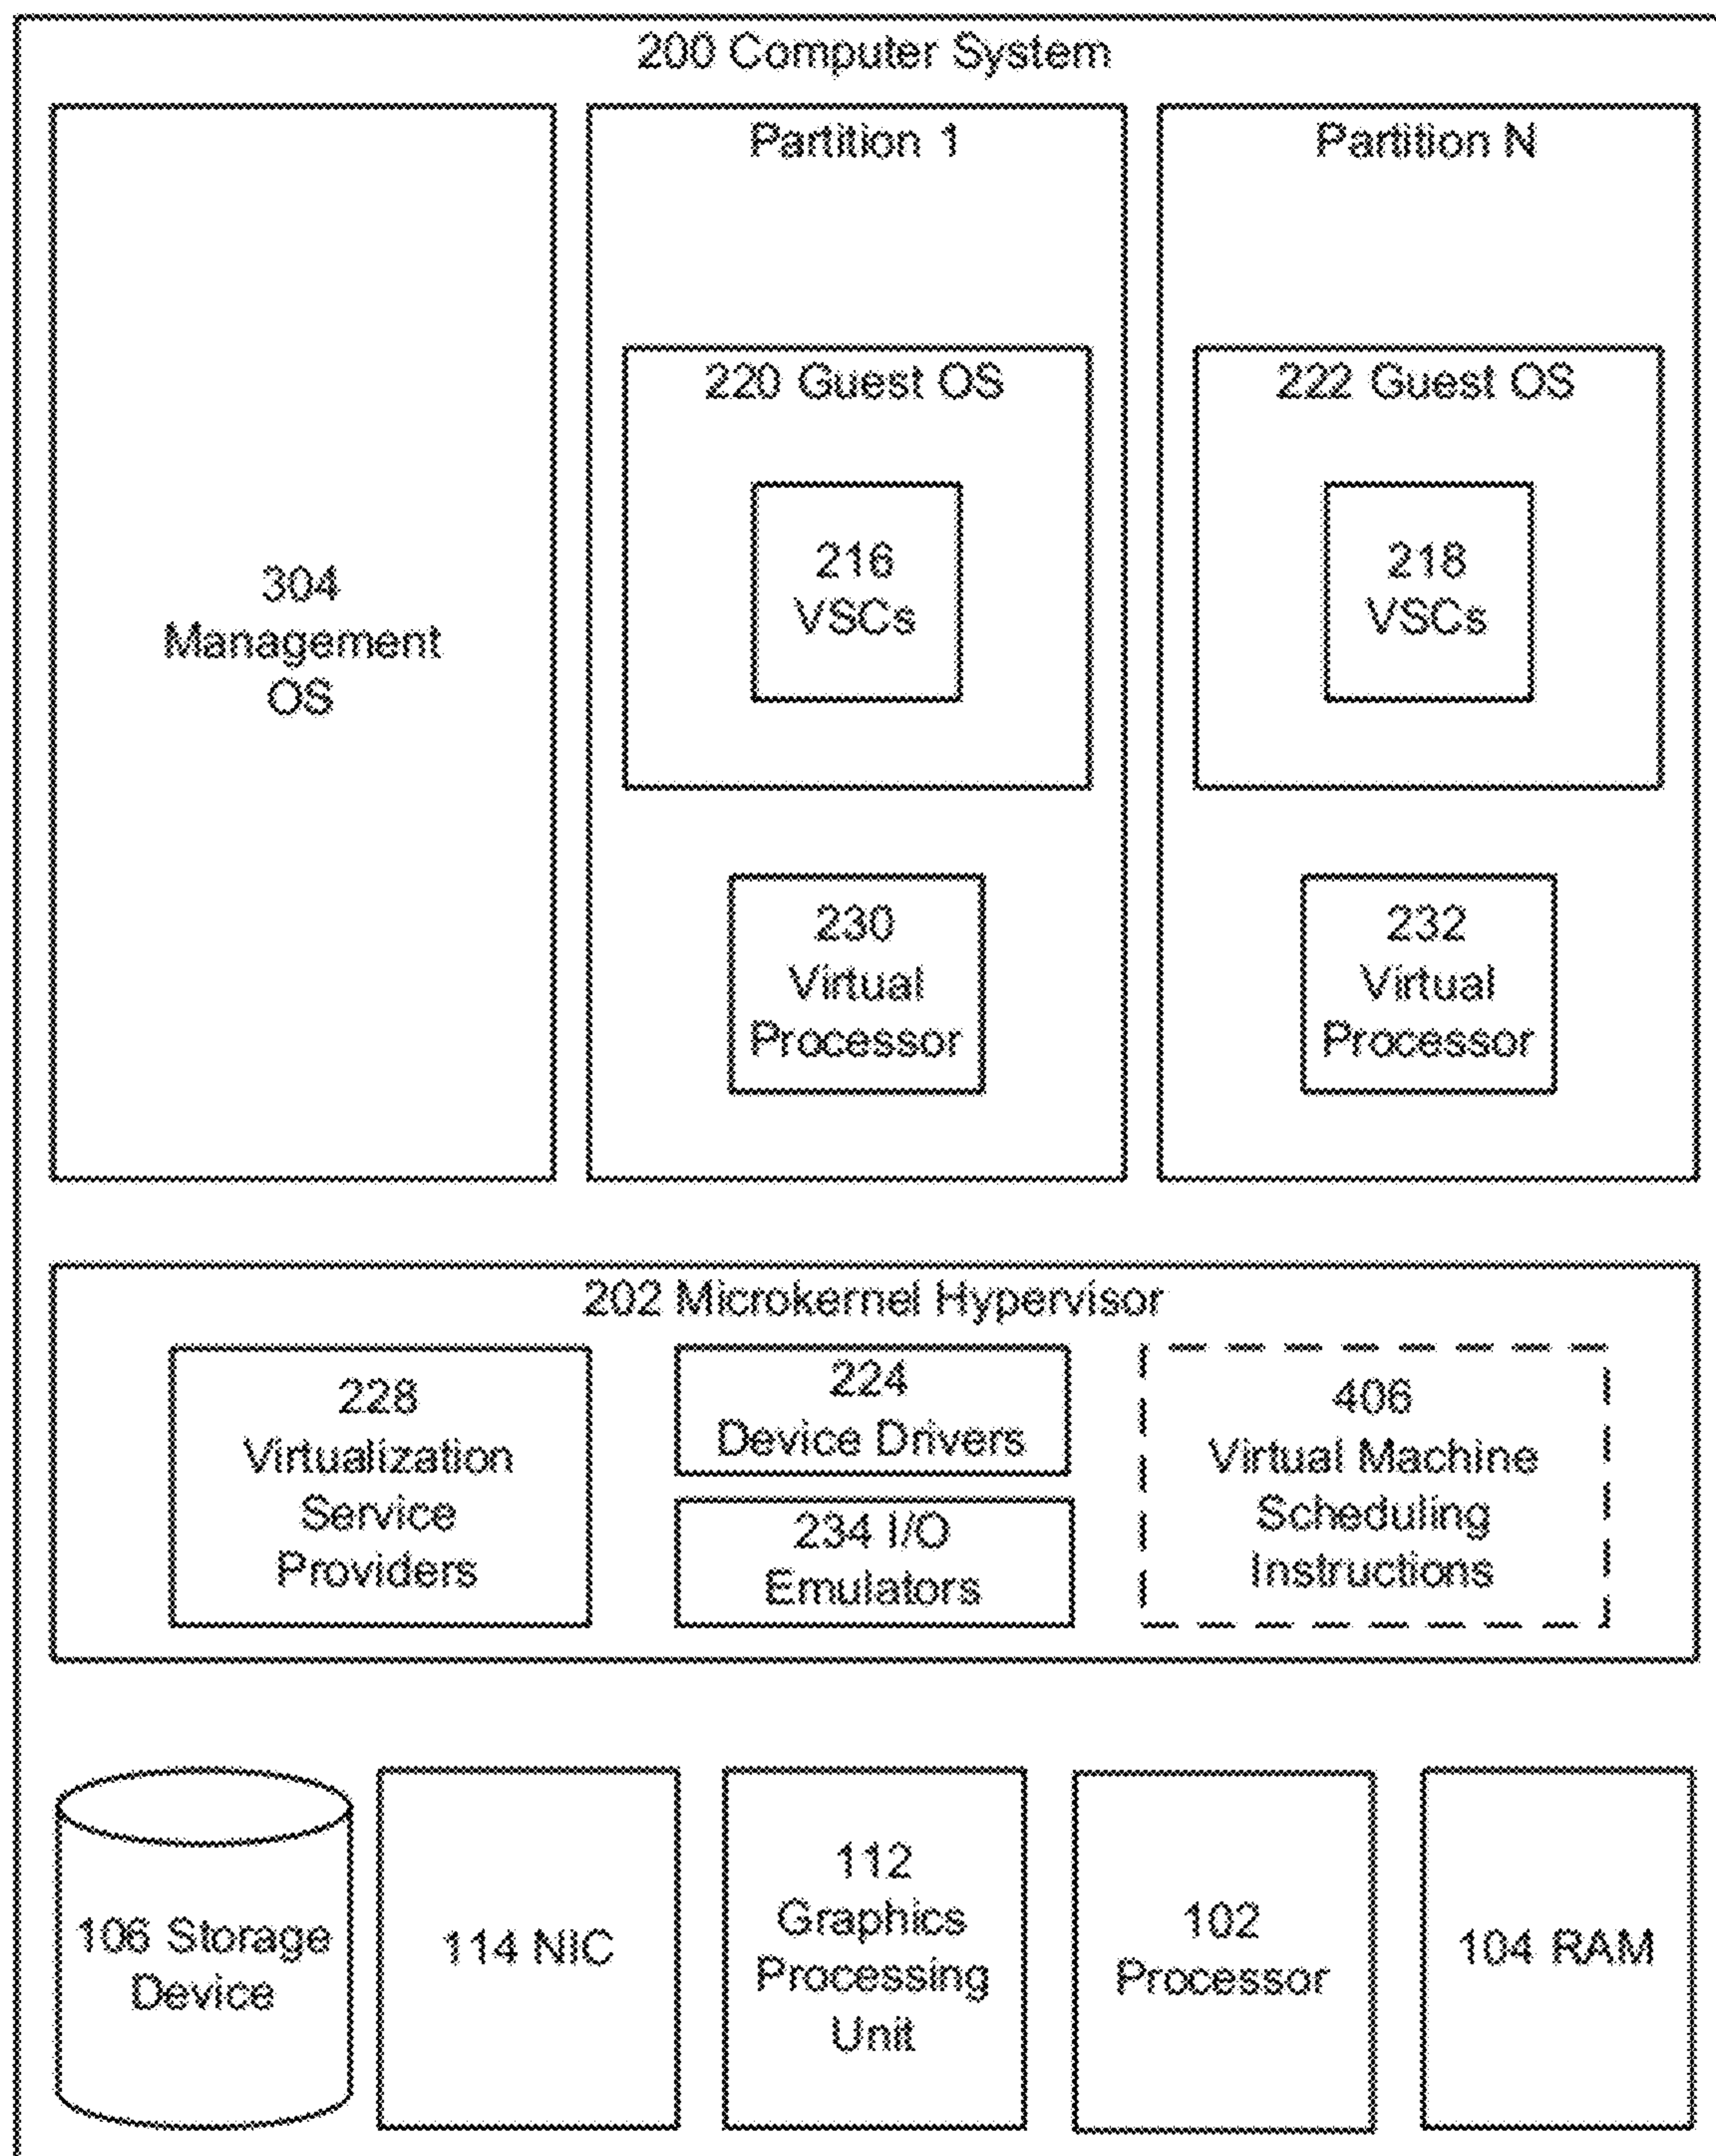 200 Computer System
304
Management
OS
Partition 1
220 Guest OS
216
VSCs
230
Virtual
Processor
Partition N
222 Guest OS
218
VSCs
232
Virtual
Processor
202 Microkernel Hypervisor
228
Virtualization
Service
Providers
224
Device Drivers
234 I/O
Emulators
406
Virtual Machine
Scheduling
Instructions
106 Storage
Device
114 NIC
112
Graphics
Processing
Unit
102
Processor
104 RAM